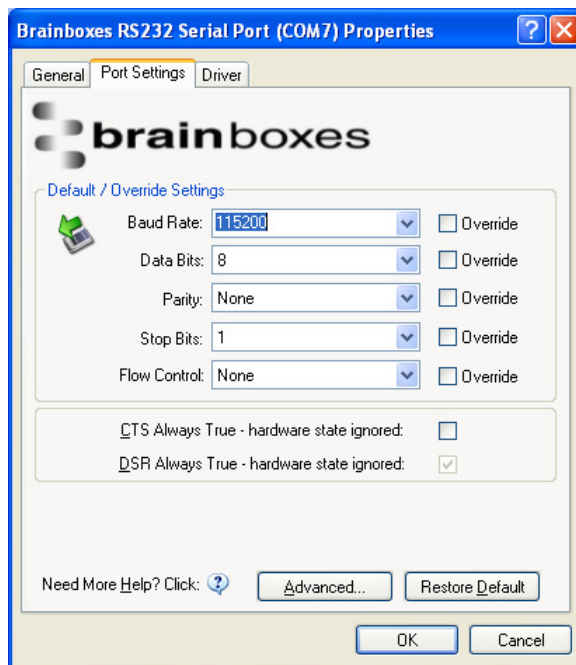 Brainboxes RS232 Serial Port (COM7) Properties
General Port Settings Driver
brainboxes
Default / Override Settings
Baud Rate: 115200 Override
Data Bits: 8 Override
Parity: None Override
Stop Bits: 1 Override
Flow Control: None Override
CTS Always True - hardware state ignored:
DSR Always True - hardware state ignored:
Need More Help? Click: ? Advanced... Restore Default
OK Cancel